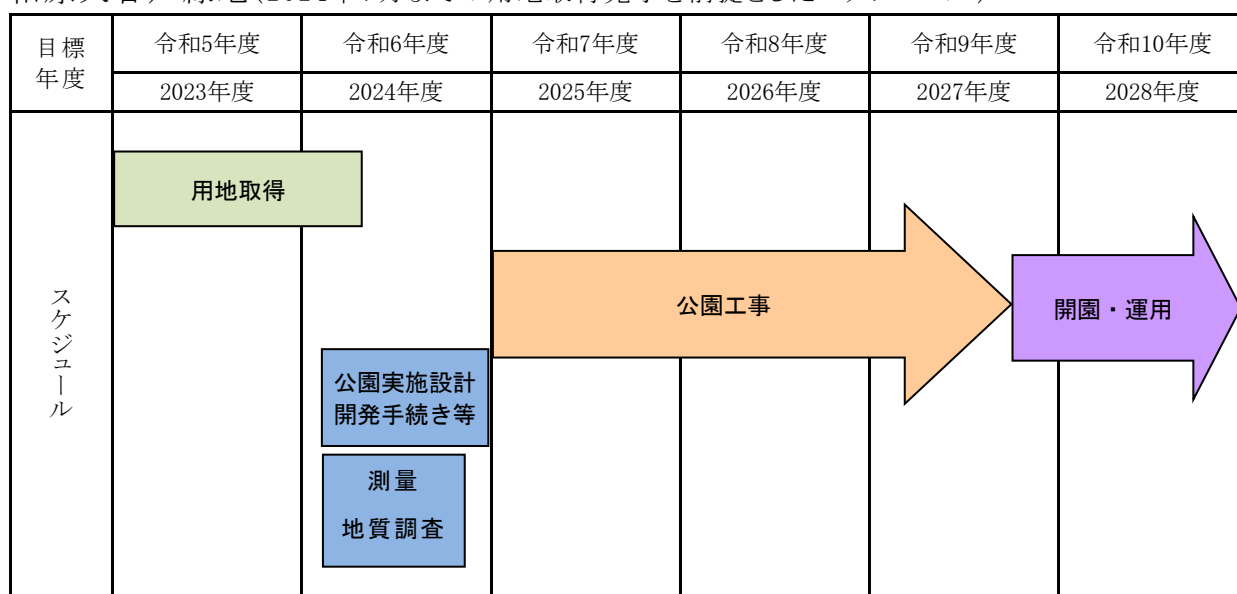 目標
年度
令和5年度
令和6年度
令和7年度
令和8年度
令和9年度
令和10年度
2023年度
2024年度
2025年度
2026年度
2027年度
2028年度
スケジュール
用地取得
公園工事
開園・運用
公園実施設計
開発手続き等
測量
地質調査